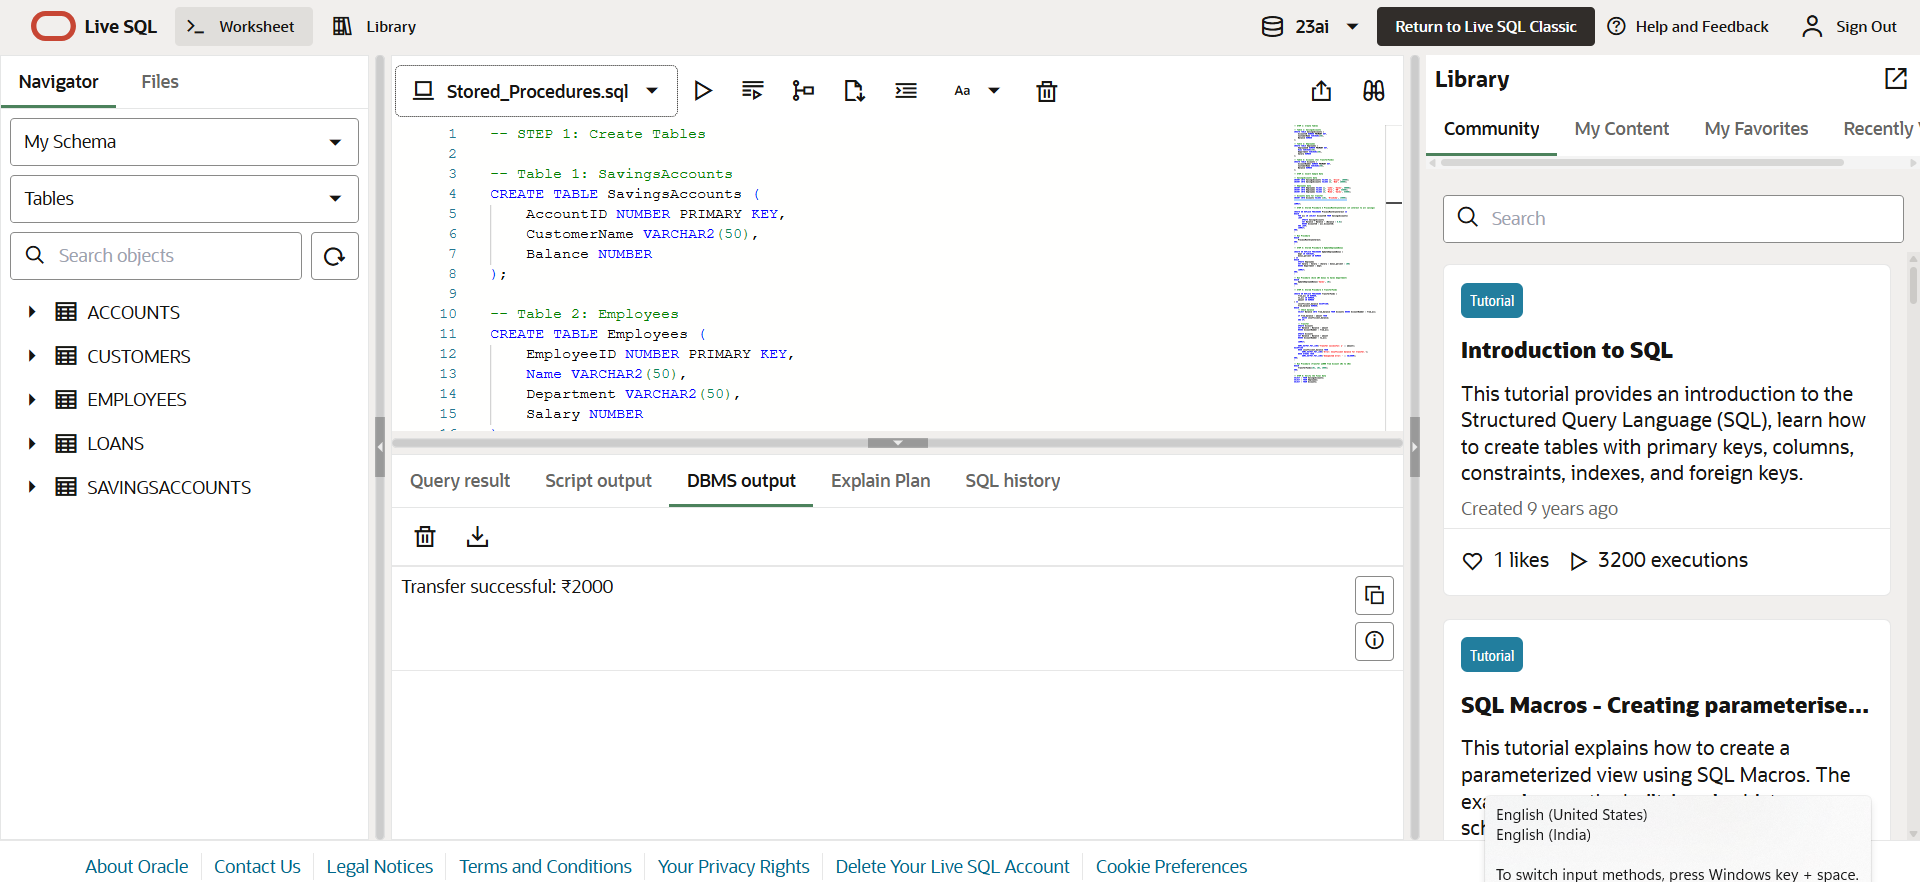 Live SQL
Worksheet
Library
23ai
Return to Live SQL Classic
Help and Feedback
Sign Out
Navigator
Files
My Schema
Tables
Search objects
ACCOUNTS
CUSTOMERS
EMPLOYEES
LOANS
SAVINGSACCOUNTS
Stored_Procedures.sql
Aa
1 -- STEP 1: Create Tables
2
3 -- Table 1: SavingsAccounts
4 CREATE TABLE SavingsAccounts (
5 AccountID NUMBER PRIMARY KEY,
6 CustomerName VARCHAR2(50),
7 Balance NUMBER
8 );
9
10 -- Table 2: Employees
11 CREATE TABLE Employees (
12 EmployeeID NUMBER PRIMARY KEY,
13 Name VARCHAR2(50),
14 Department VARCHAR2(50),
15 Salary NUMBER
Query result
Script output
DBMS output
Explain Plan
SQL history
Transfer successful: ₹2000
Library
Community
My Content
My Favorites
Recently
Search
Tutorial
Introduction to SQL
This tutorial provides an introduction to the
Structured Query Language (SQL), learn how
to create tables with primary keys, columns,
constraints, indexes, and foreign keys.
Created 9 years ago
1 likes
3200 executions
Tutorial
SQL Macros - Creating parameterise...
This tutorial explains how to create a
parameterized view using SQL Macros. The
English (United States)
English (India)
To switch input methods, press Windows key + space.
About Oracle
Contact Us
Legal Notices
Terms and Conditions
Your Privacy Rights
Delete Your Live SQL Account
Cookie Preferences